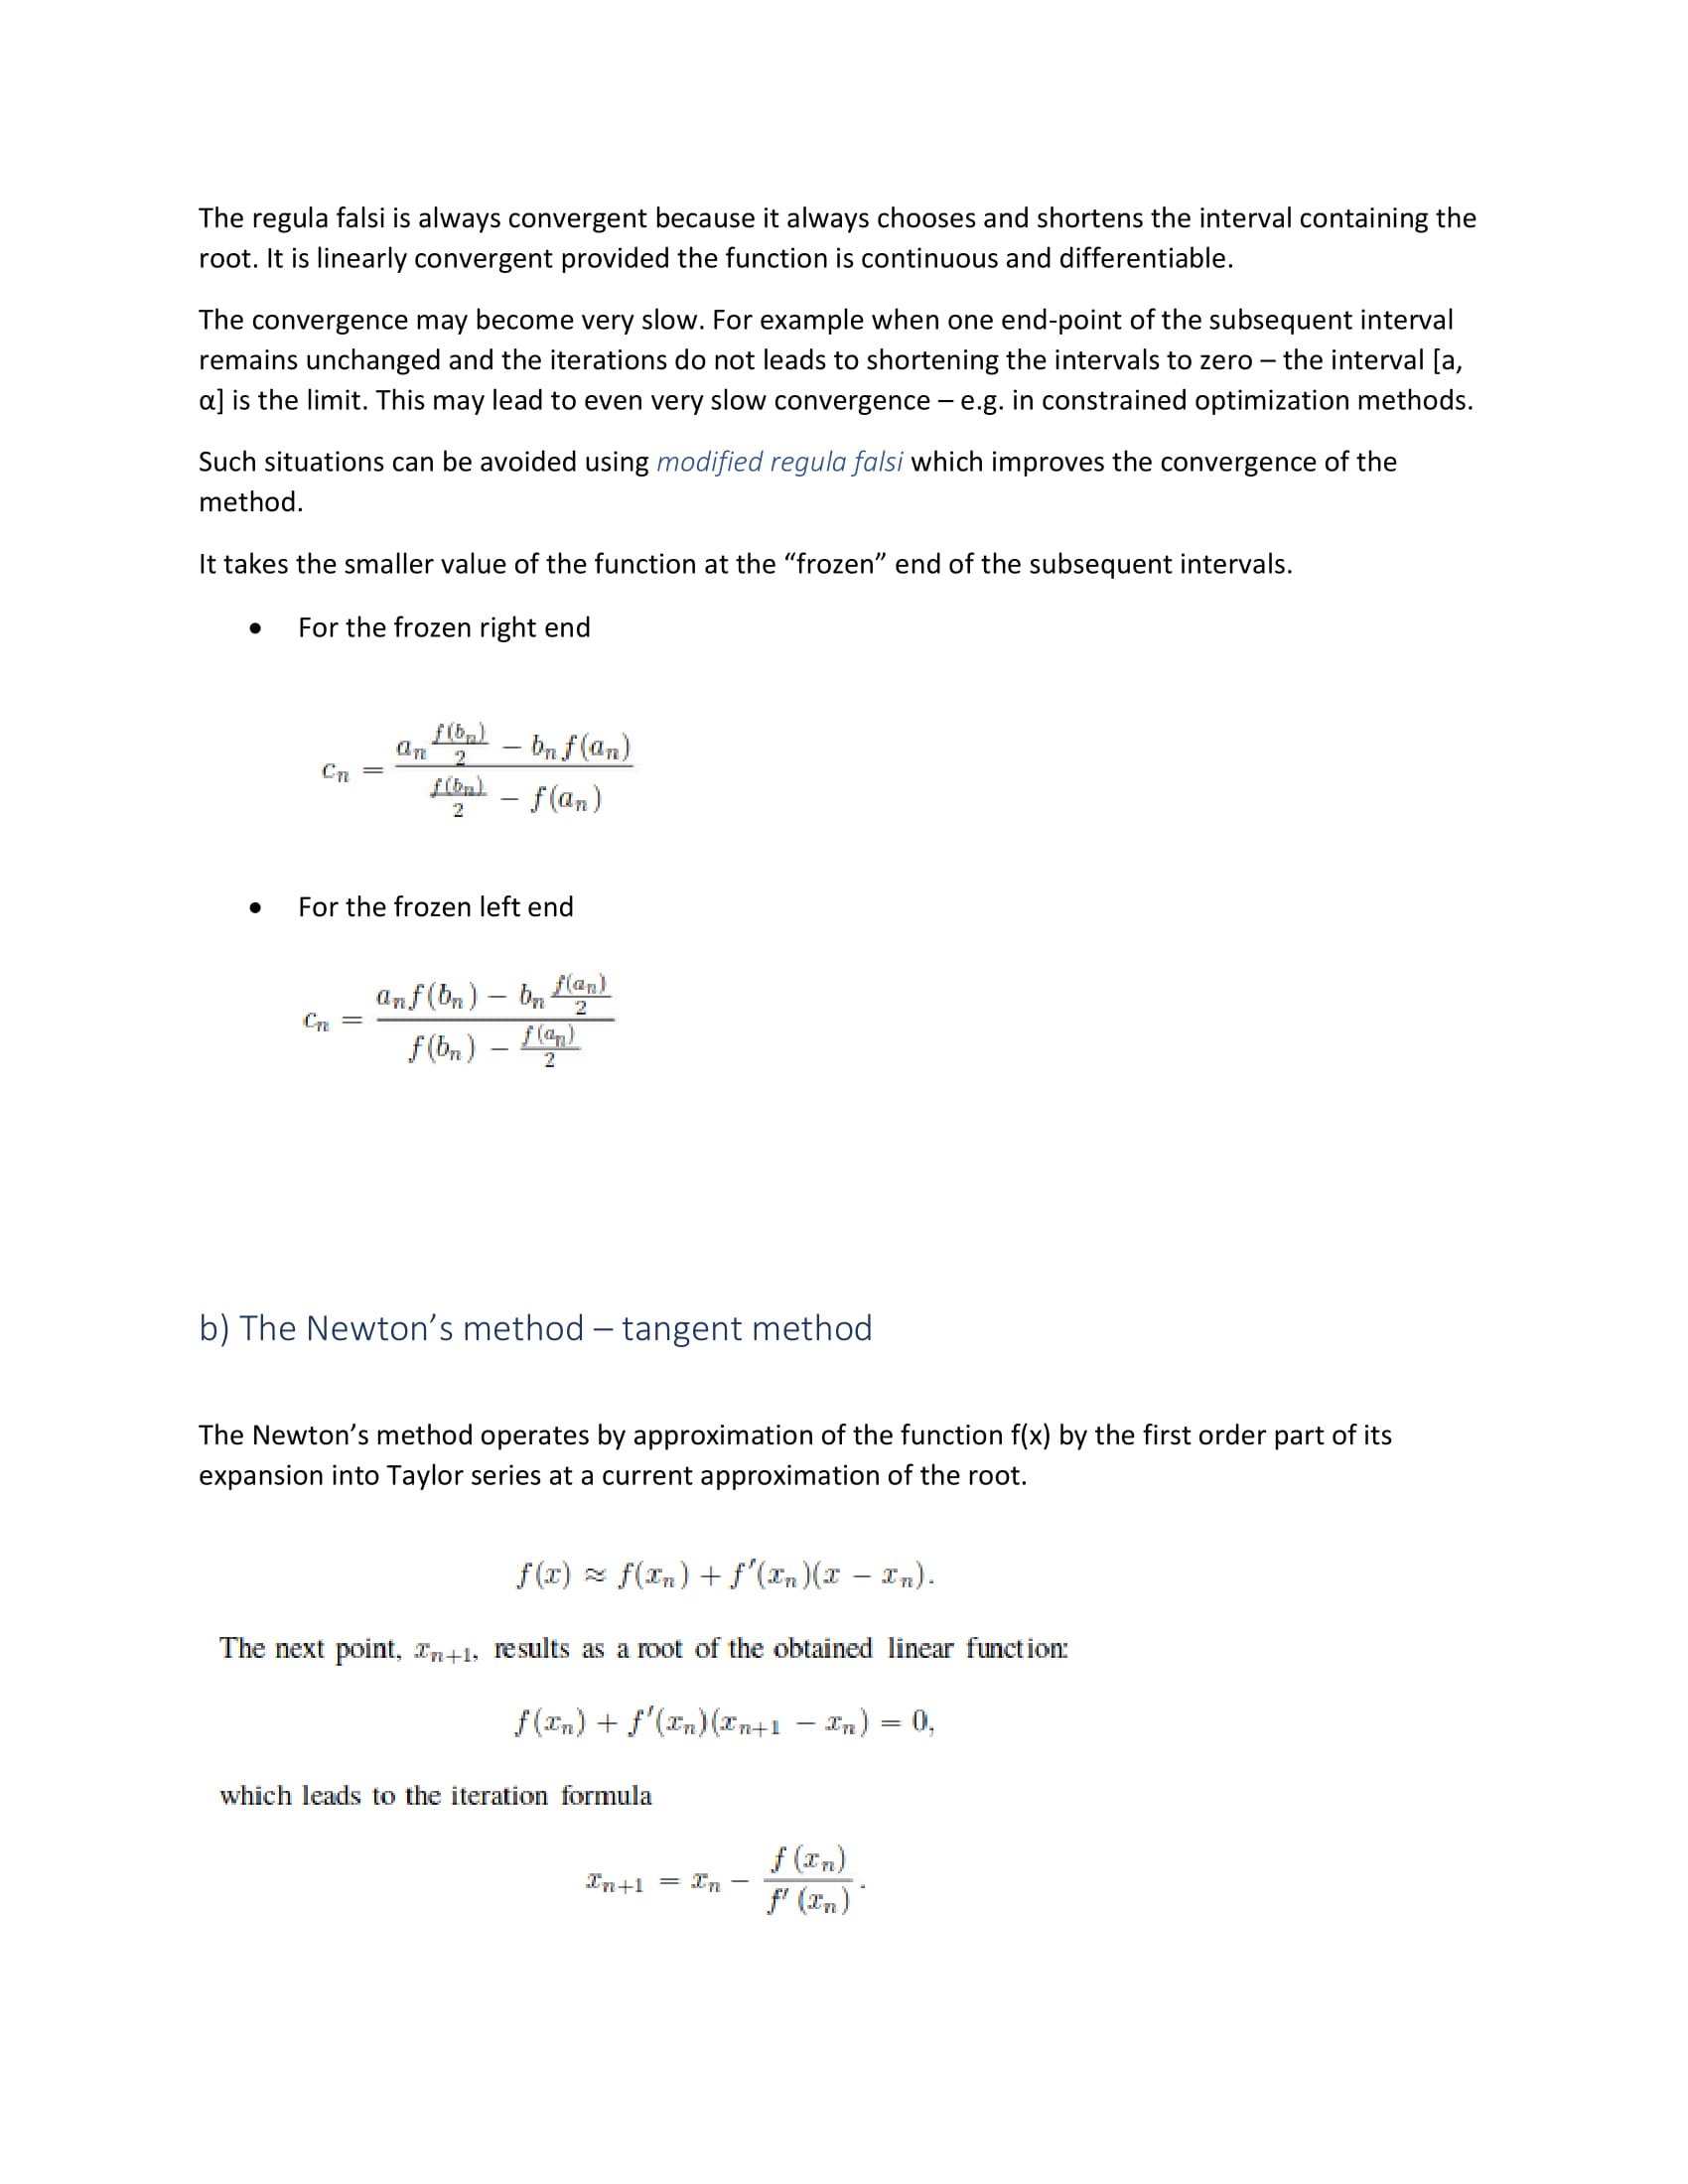 The regula falsi is always convergent because it always chooses and shortens the interval containing the
root. It is linearly convergent provided the function is continuous and differentiable.
The convergence may become very slow. For example when one end-point of the subsequent interval
remains unchanged and the iterations do not leads to shortening the intervals to zero – the interval [a,
α] is the limit. This may lead to even very slow convergence – e.g. in constrained optimization methods.
Such situations can be avoided using modified regula falsi which improves the convergence of the
method.
It takes the smaller value of the function at the “frozen” end of the subsequent intervals.
• For the frozen right end
$c_n = \frac{a_n \frac{f(b_n)}{2} - b_n f(a_n)}{\frac{f(b_n)}{2} - f(a_n)}$
• For the frozen left end
$c_n = \frac{a_n f(b_n) - b_n \frac{f(a_n)}{2}}{f(b_n) - \frac{f(a_n)}{2}}$
b) The Newton’s method – tangent method
The Newton’s method operates by approximation of the function f(x) by the first order part of its
expansion into Taylor series at a current approximation of the root.
$f(x) \approx f(x_n) + f'(x_n)(x - x_n).$
The next point, $x_{n+1}$, results as a root of the obtained linear function:
$f(x_n) + f'(x_n)(x_{n+1} - x_n) = 0,$
which leads to the iteration formula
$x_{n+1} = x_n - \frac{f(x_n)}{f'(x_n)}.$